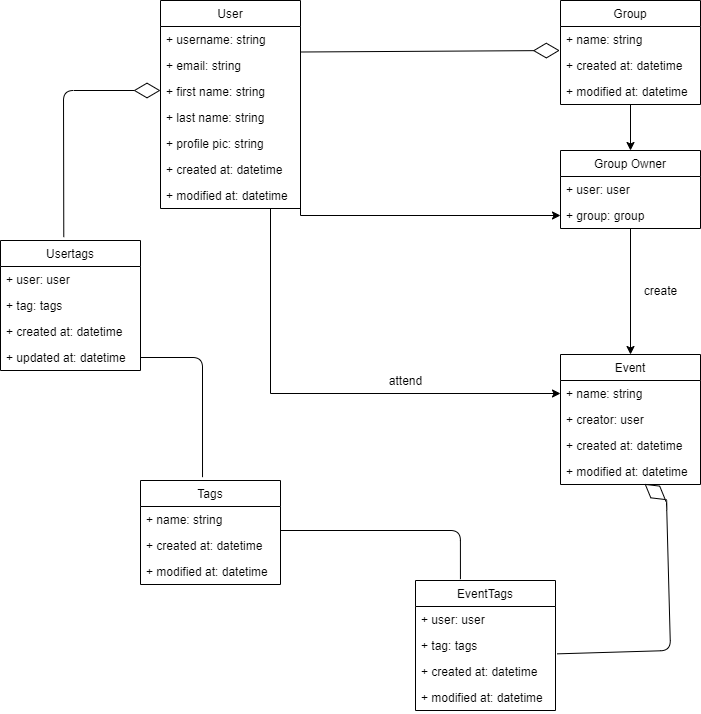 User
+ username: string
+ email: string
+ first name: string
+ last name: string
+ profile pic: string
+ created at: datetime
+ modified at: datetime
Group
+ name: string
+ created at: datetime
+ modified at: datetime
Group Owner
+ user: user
+ group: group
create
Usertags
+ user: user
+ tag: tags
+ created at: datetime
+ updated at: datetime
attend
Event
+ name: string
+ creator: user
+ created at: datetime
+ modified at: datetime
Tags
+ name: string
+ created at: datetime
+ modified at: datetime
EventTags
+ user: user
+ tag: tags
+ created at: datetime
+ modified at: datetime